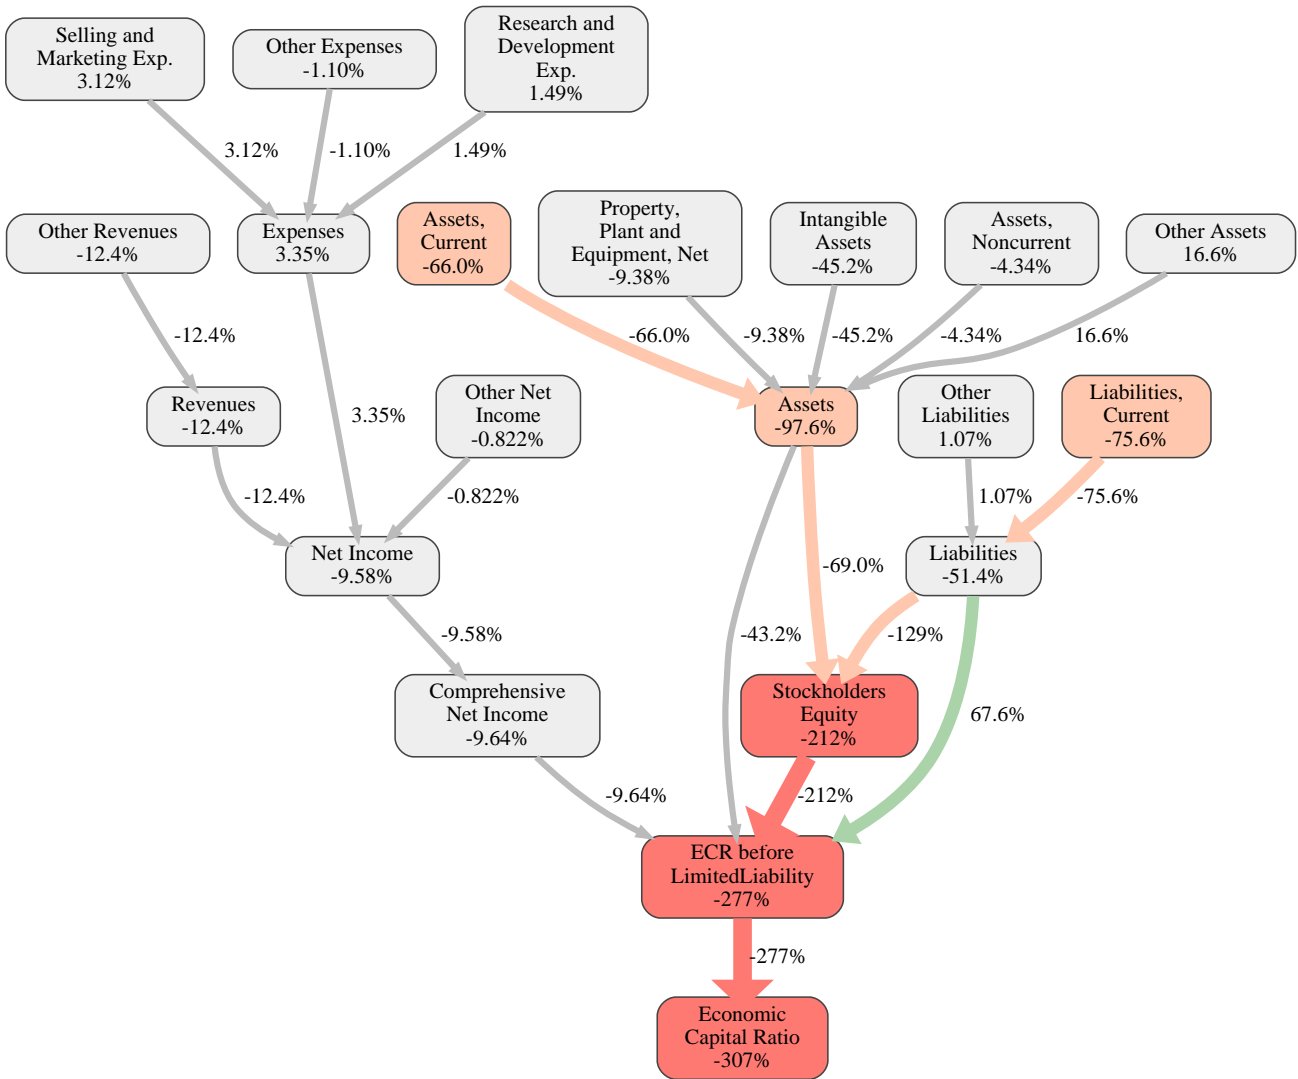 Selling and
Marketing Exp.
3.12%
Other Expenses
-1.10%
Research and
Development
Exp.
1.49%
3.12%
-1.10%
1.49%
Other Revenues
-12.4%
Expenses
3.35%
Assets,
Current
-66.0%
Property,
Plant and
Equipment, Net
-9.38%
Intangible
Assets
-45.2%
Assets,
Noncurrent
-4.34%
Other Assets
16.6%
-12.4%
-66.0%
-9.38%
-45.2%
-4.34%
16.6%
Revenues
-12.4%
3.35%
Other Net
Income
-0.822%
Assets
-97.6%
Other
Liabilities
1.07%
Liabilities,
Current
-75.6%
-12.4%
-0.822%
1.07%
-75.6%
Net Income
-9.58%
-69.0%
Liabilities
-51.4%
-9.58%
-43.2%
-129%
Comprehensive
Net Income
-9.64%
Stockholders
Equity
-212%
67.6%
-9.64%
-212%
ECR before
LimitedLiability
-277%
-277%
Economic
Capital Ratio
-307%